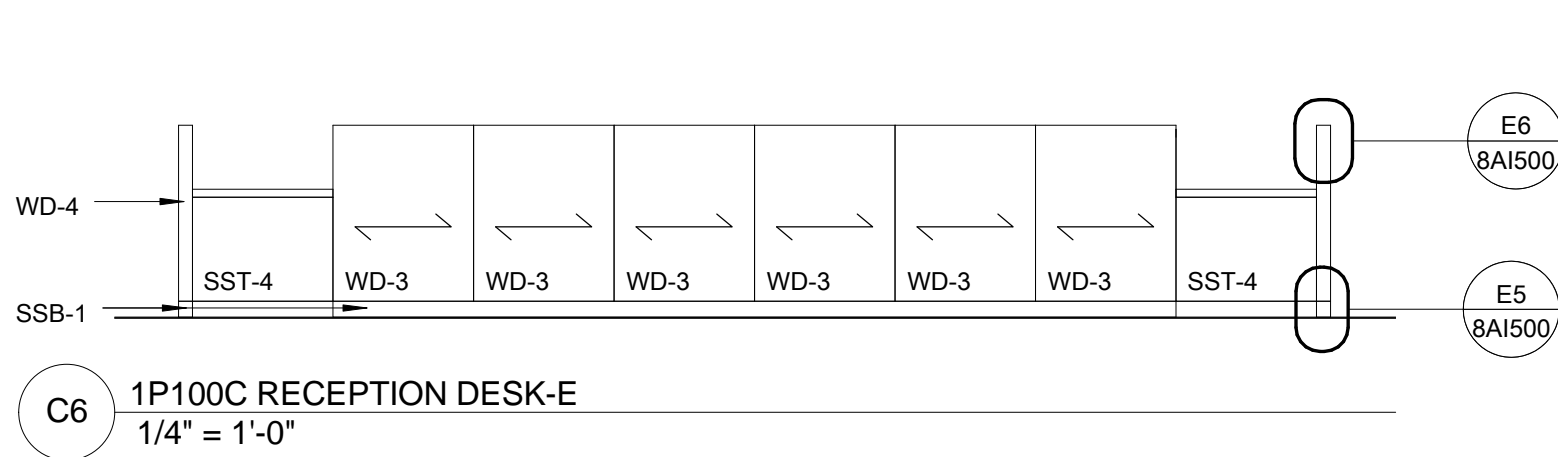 E6
8AI500
WD-4
SST-4 WD-3 WD-3 WD-3 WD-3 WD-3 WD-3 SST-4
SSB-1
E5
8AI500
C6
1P100C RECEPTION DESK-E
1/4" = 1'-0"